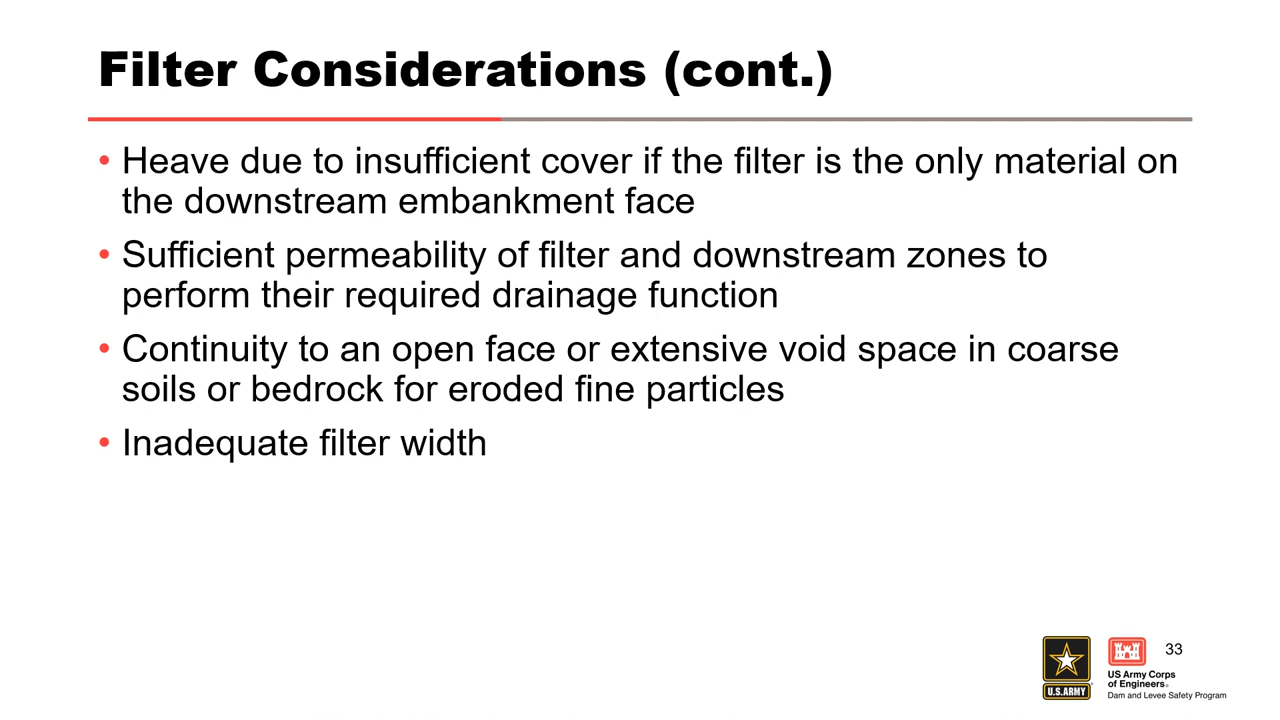 Filter Considerations (cont.)
• Heave due to insufficient cover if the filter is the only material on
the downstream embankment face
• Sufficient permeability of filter and downstream zones to
perform their required drainage function
• Continuity to an open face or extensive void space in coarse
soils or bedrock for eroded fine particles
• Inadequate filter width
33
U.S.ARMY
US Army Corps
of Engineers®
Dam and Levee Safety Program